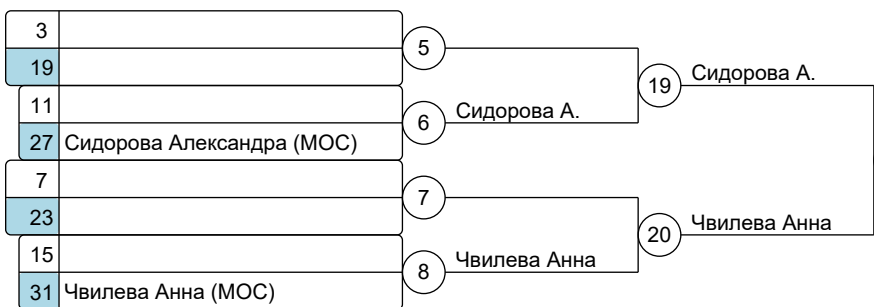 3
19
5
11
27 Сидорова Александра (МОС)
6 Сидорова А.
19 Сидорова А.
7
23
7
15
31 Чвилева Анна (МОС)
8 Чвилева Анна
20 Чвилева Анна